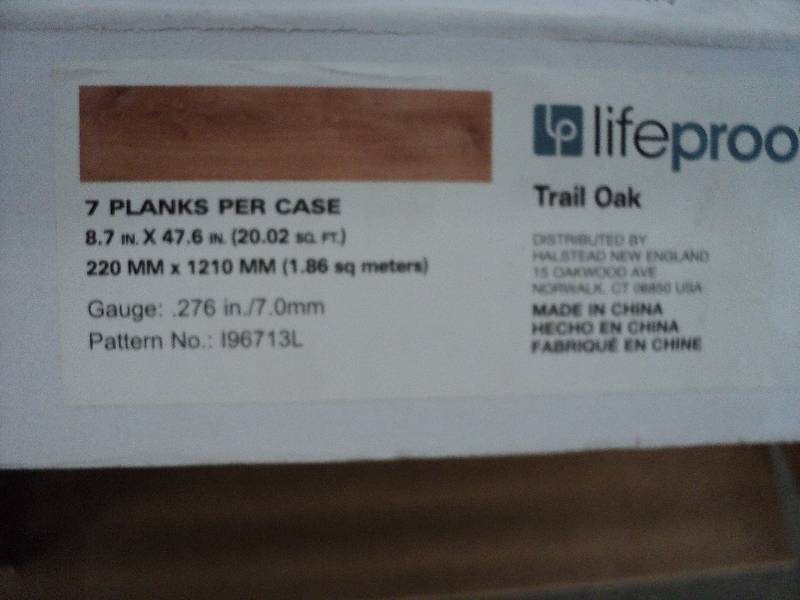 lifeproo
Trail Oak
7 PLANKS PER CASE
8.7 IN. X 47.6 IN. (20.02 SQ. FT.)
220 MM x 1210 MM (1.86 sq meters)
Gauge: .276 in./7.0mm
Pattern No.: I96713L
DISTRIBUTED BY
HALSTEAD NEW ENGLAND
15 OAKWOOD AVE
NORWALK, CT 06850 USA
MADE IN CHINA
HECHO EN CHINA
FABRIQUÉ EN CHINE